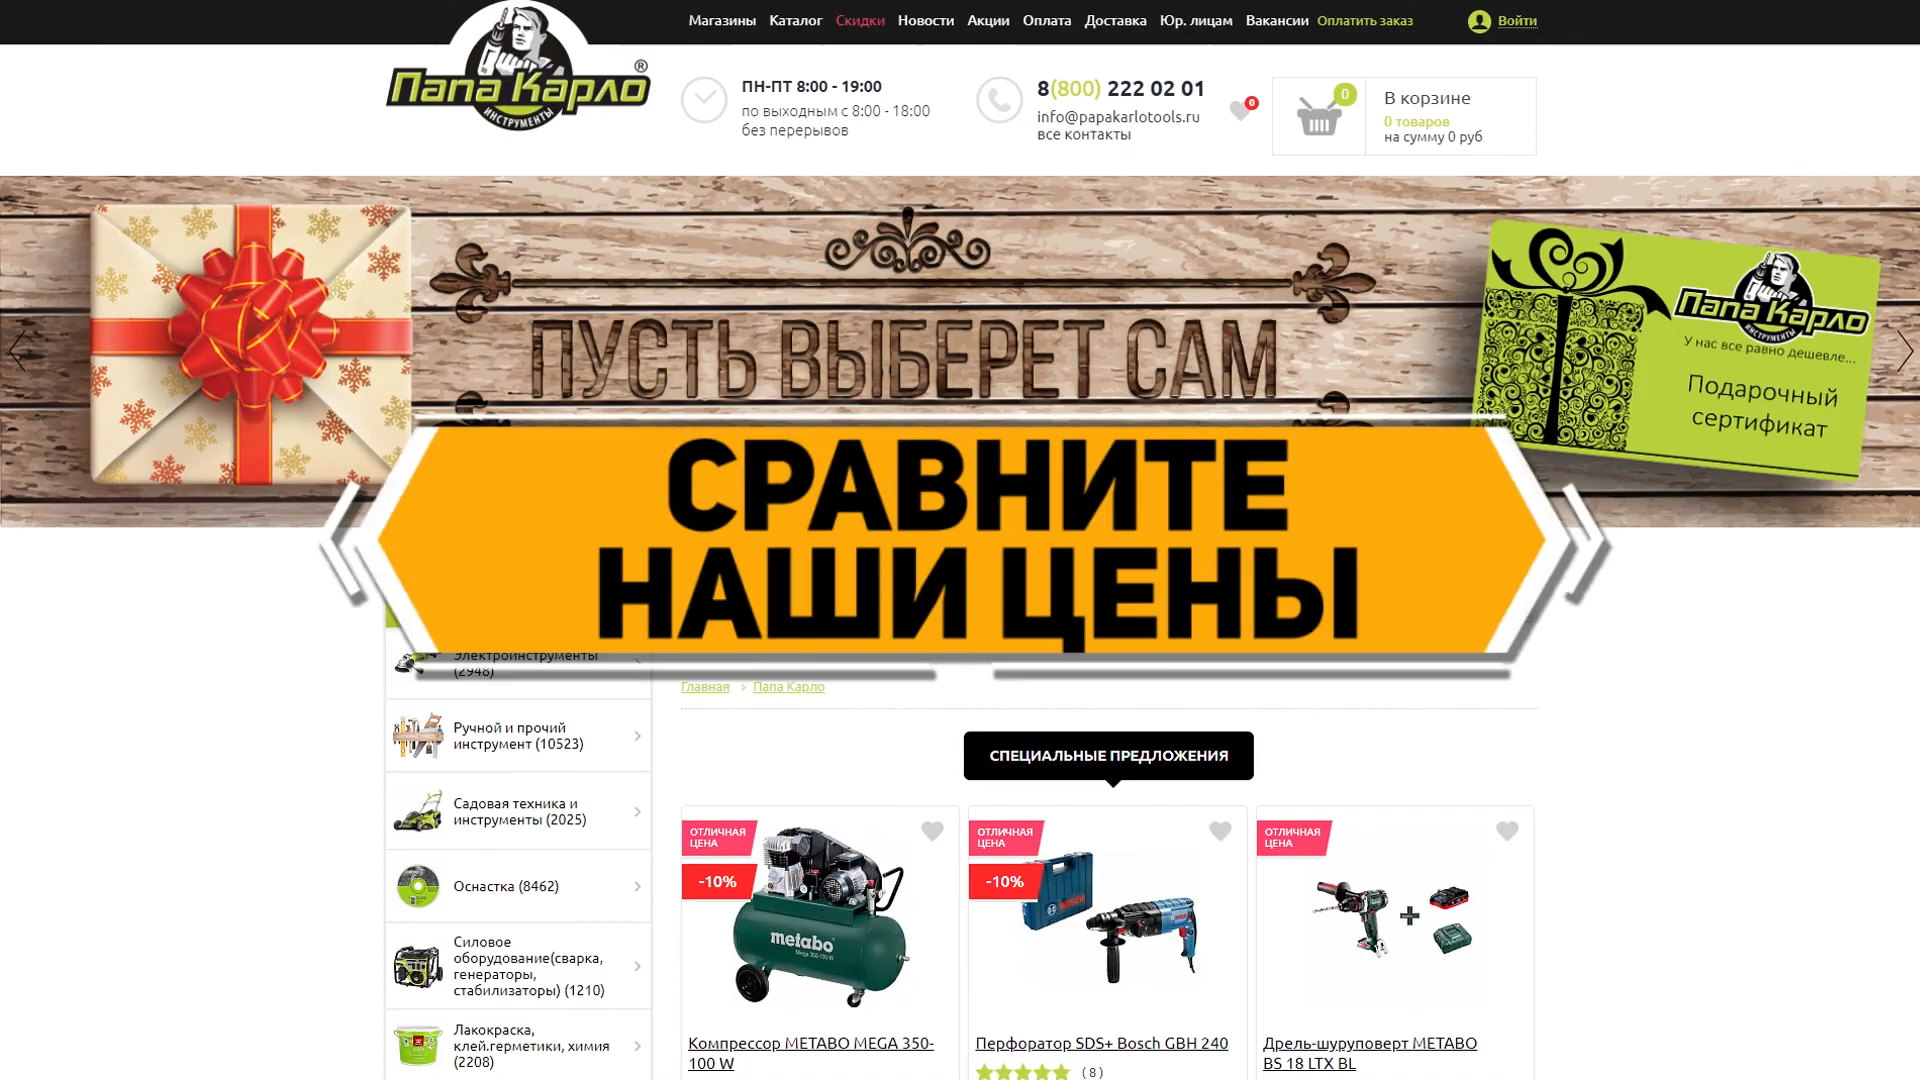 Магазины Каталог Скидки Новости Акции Оплата Доставка Юр. лицам Вакансии Оплатить заказ Войти
Папа Карло®
ИНСТРУМЕНТЫ
ПН-ПТ 8:00 - 19:00
по выходным с 8:00 - 18:00
без перерывов
8(800) 222 02 01
info@papakarlotools.ru
все контакты
0
0
В корзине
0 товаров
на сумму 0 руб
ПУСТЬ ВЫБЕРЕТ САМ
Папа Карло
ИНСТРУМЕНТЫ
У нас все равно дешевле...
Подарочный
сертификат
СРАВНИТЕ
НАШИ ЦЕНЫ
Электроинструменты
(2948)
Ручной и прочий
инструмент (10523)
Садовая техника и
инструменты (2025)
Оснастка (8462)
Силовое
оборудование(сварка,
генераторы,
стабилизаторы) (1210)
Лакокраска,
клей.герметики, химия
(2208)
Главная > Папа Карло
СПЕЦИАЛЬНЫЕ ПРЕДЛОЖЕНИЯ
ОТЛИЧНАЯ
ЦЕНА
-10%
metabo
Mega 350-100 W
Компрессор METABO MEGA 350-
100 W
ОТЛИЧНАЯ
ЦЕНА
-10%
BOSCH
Перфоратор SDS+ Bosch GBH 240
(8)
ОТЛИЧНАЯ
ЦЕНА
Дрель-шуруповерт METABO
BS 18 LTX BL